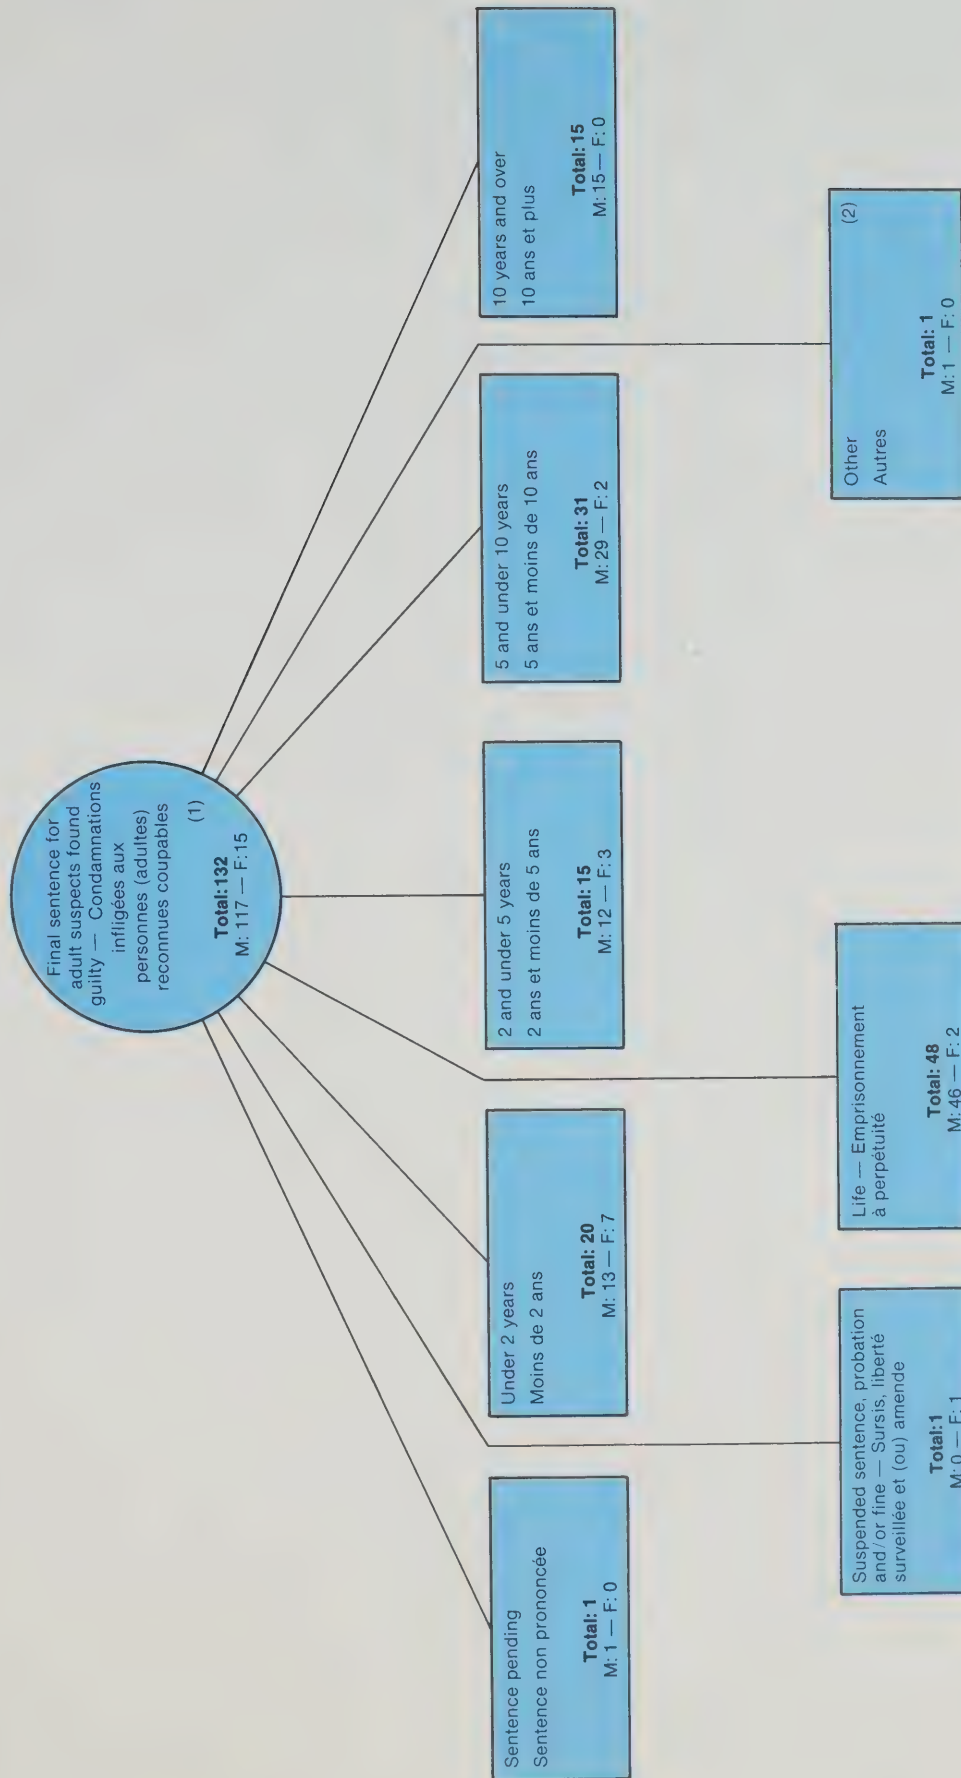 Final sentence for
adult suspects found
guilty — Condamnations
infligées aux
personnes (adultes)
reconnues coupables
(1)
Total: 132
M: 117 — F: 15
Sentence pending
Sentence non prononcée
Total: 1
M: 1 — F: 0
Under 2 years
Moins de 2 ans
Total: 20
M: 13 — F: 7
2 and under 5 years
2 ans et moins de 5 ans
Total: 15
M: 12 — F: 3
5 and under 10 years
5 ans et moins de 10 ans
Total: 31
M: 29 — F: 2
10 years and over
10 ans et plus
Total: 15
M: 15 — F: 0
Suspended sentence, probation
and/or fine — Sursis, liberté
surveillée et (ou) amende
Total: 1
M: 0 — F: 1
Life — Emprisonnement
à perpétuité
Total: 48
M: 46 — F: 2
Other (2)
Autres
Total: 1
M: 1 — F: 0